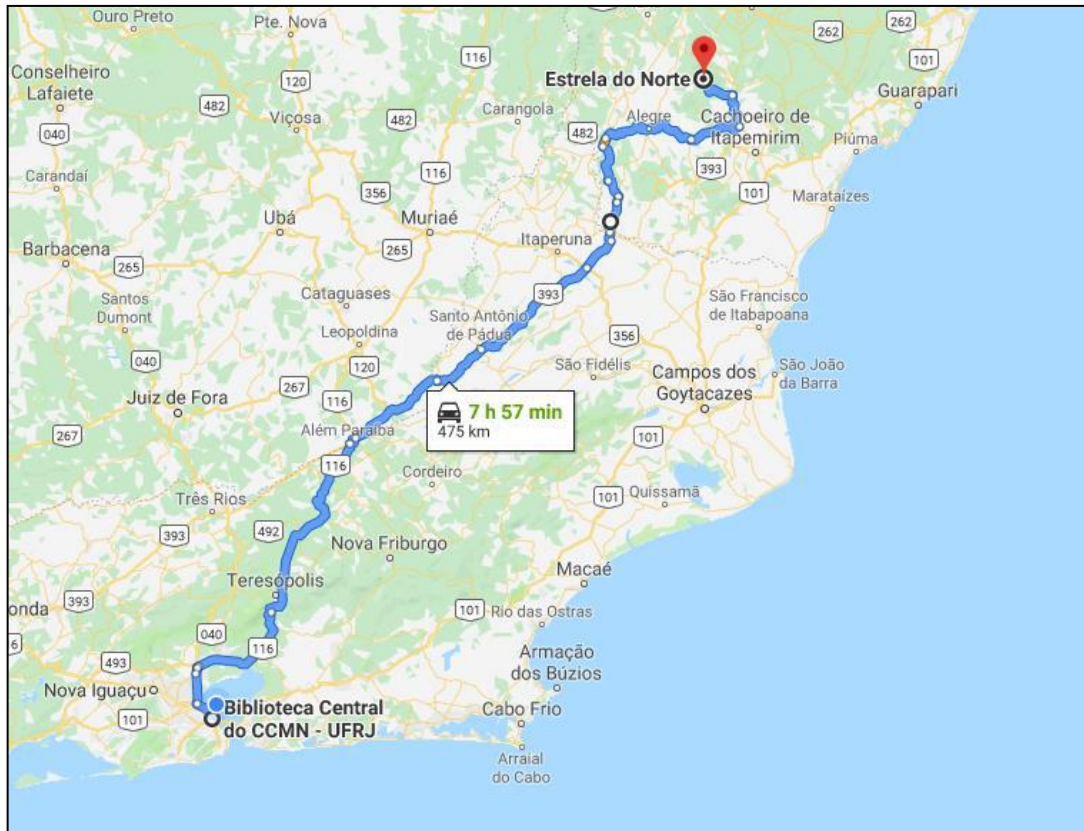 Ouro Preto
Pte. Nova
262
262
116
101
Conselheiro
Lafaiete
120
Estrela do Norte
Guarapari
482
Viçosa
Carangola
482
482
Alegre
Cachoeiro de
Itapemirim
040
Piúma
Carandaí
116
393
101
Marataízes
356
Ubá
Muriaé
Itaperuna
265
Barbacena
265
Cataguases
393
São Francisco
de Itabapoana
Santos
Dumont
Santo Antônio
de Pádua
Leopoldina
356
040
120
São Fidélis
São João
da Barra
267
Campos dos
Goytacazes
Juiz de Fora
116
7 h 57 min
475 km
267
Além Paraíba
101
116
Cordeiro
101
Quissamã
Três Rios
393
492
Nova Friburgo
Macaé
Teresópolis
393
onda
101
Rio das Ostras
040
116
6
Armação
dos Búzios
493
Nova Iguaçu
Biblioteca Central
do CCMN - UFRJ
101
Cabo Frio
Arraial
do Cabo